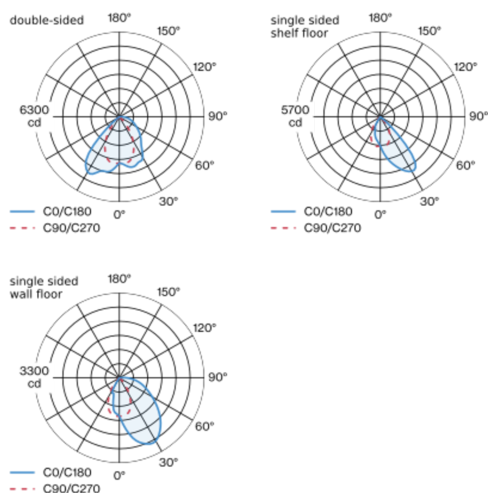 double-sided
180°
150°
120°
90°
60°
30°
0°
6300
cd
C0/C180
C90/C270
single sided
shelf floor
180°
150°
120°
90°
60°
30°
0°
5700
cd
C0/C180
C90/C270
single sided
wall floor
180°
150°
120°
90°
60°
30°
0°
3300
cd
C0/C180
C90/C270